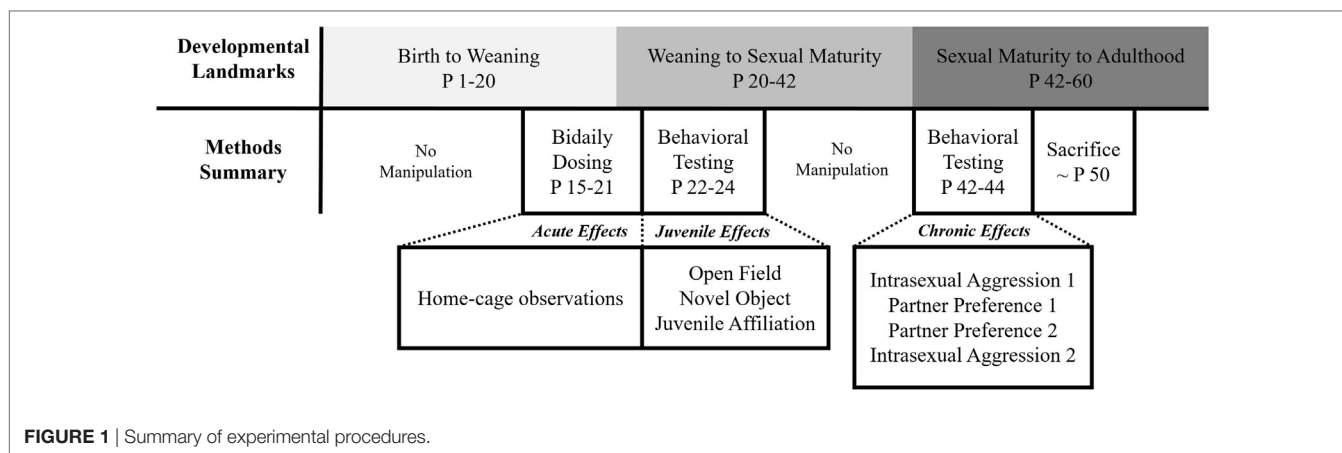 Developmental
Landmarks
Birth to Weaning
P 1-20
Weaning to Sexual Maturity
P 20-42
Sexual Maturity to Adulthood
P 42-60
Methods
Summary
No
Manipulation
Bidaily
Dosing
P 15-21
Behavioral
Testing
P 22-24
No
Manipulation
Behavioral
Testing
P 42-44
Sacrifice
~ P 50
Acute Effects
Juvenile Effects
Chronic Effects
Home-cage observations
Open Field
Novel Object
Juvenile Affiliation
Intrasexual Aggression 1
Partner Preference 1
Partner Preference 2
Intrasexual Aggression 2
FIGURE 1 | Summary of experimental procedures.